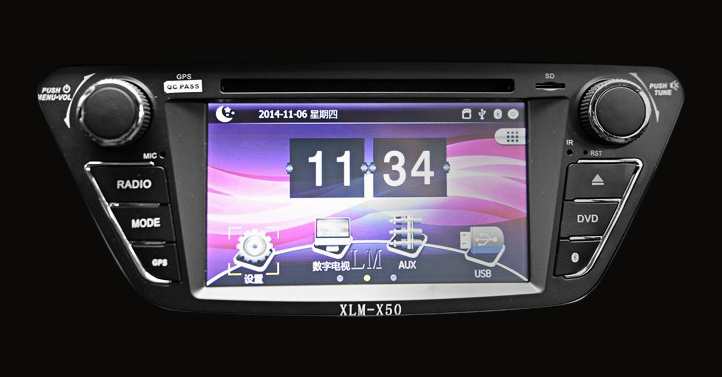 GPS
SD
PUSH
MENU-VOL
QC PASS
PUSH
TUNE
2014-11-06 星期四
IR
RST
MIC
11 34
RADIO
MODE
DVD
GPS
数字电视
AUX
USB
设置
LM
XLM-X50